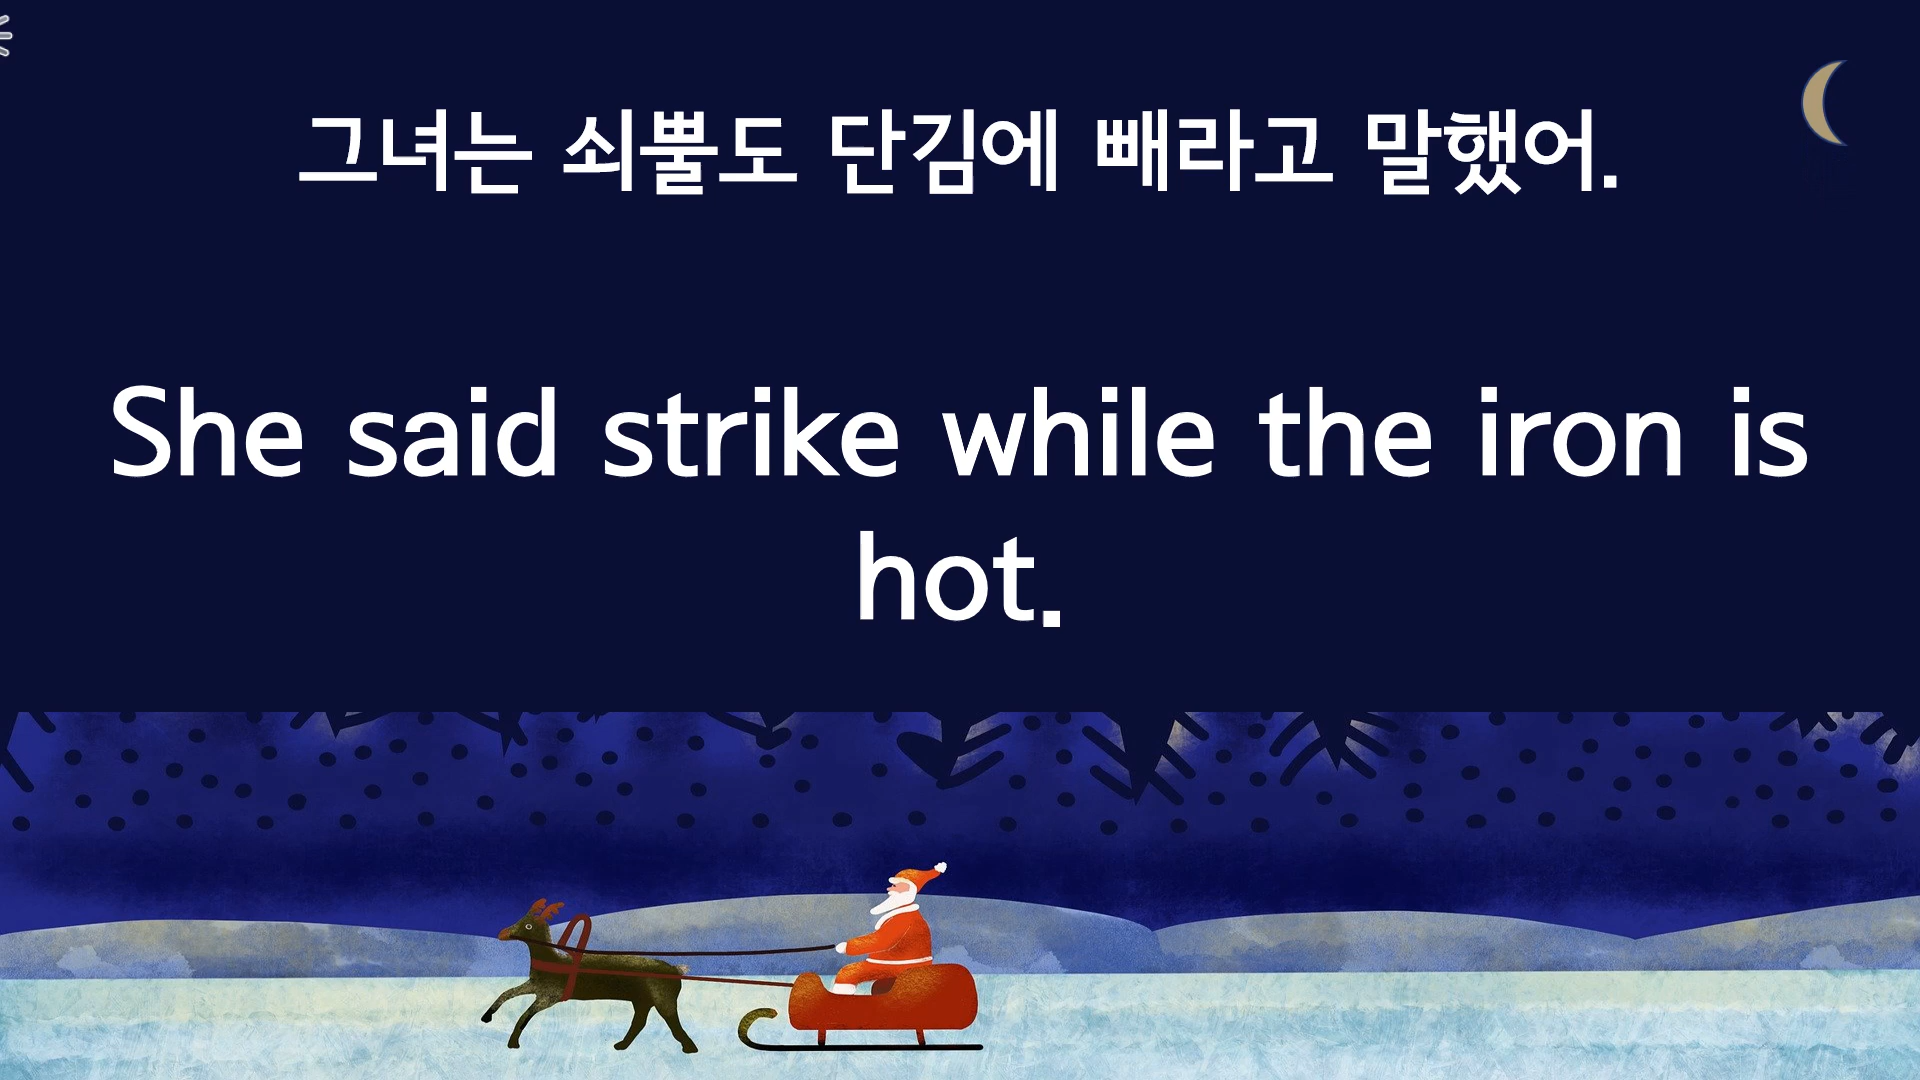 그녀는 쇠뿔도 단김에 빼라고 말했어.
She said strike while the iron is
hot.